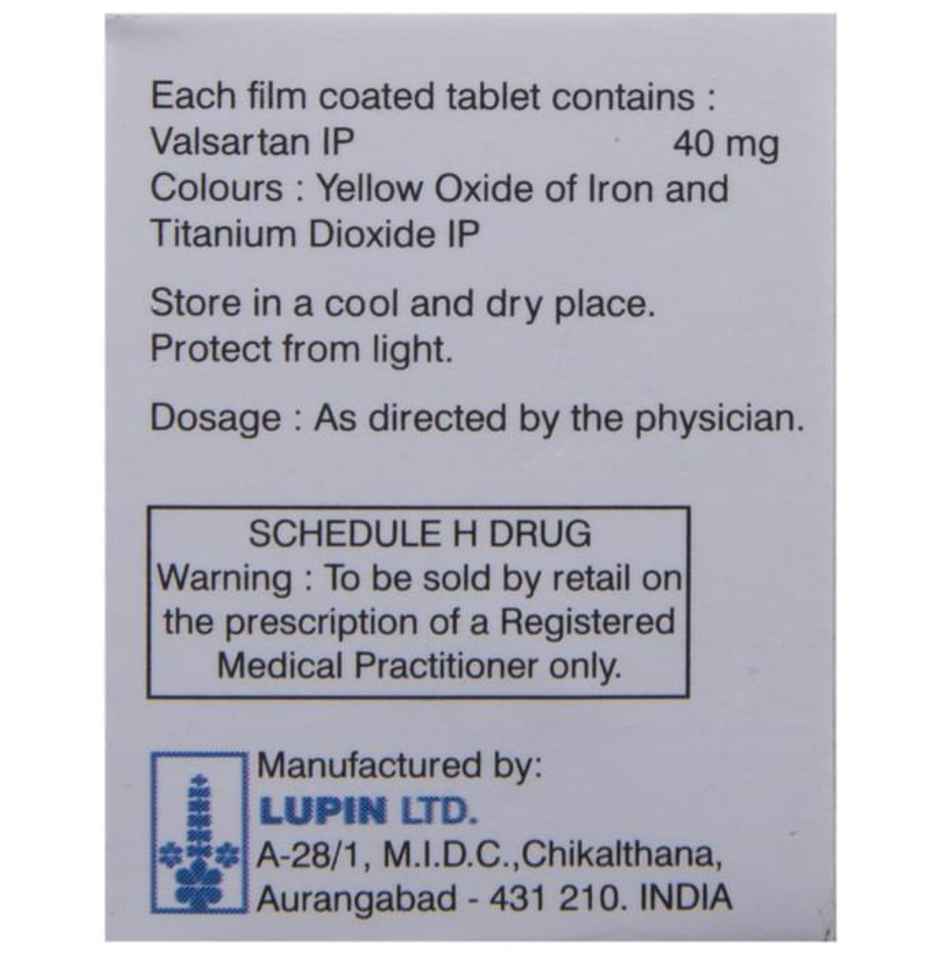 Each film coated tablet contains :
Valsartan IP 40 mg
Colours : Yellow Oxide of Iron and
Titanium Dioxide IP
Store in a cool and dry place.
Protect from light.
Dosage : As directed by the physician.
SCHEDULE H DRUG
Warning : To be sold by retail on
the prescription of a Registered
Medical Practitioner only.
Manufactured by:
LUPIN LTD.
A-28/1, M.I.D.C.,Chikalthana,
Aurangabad - 431 210. INDIA